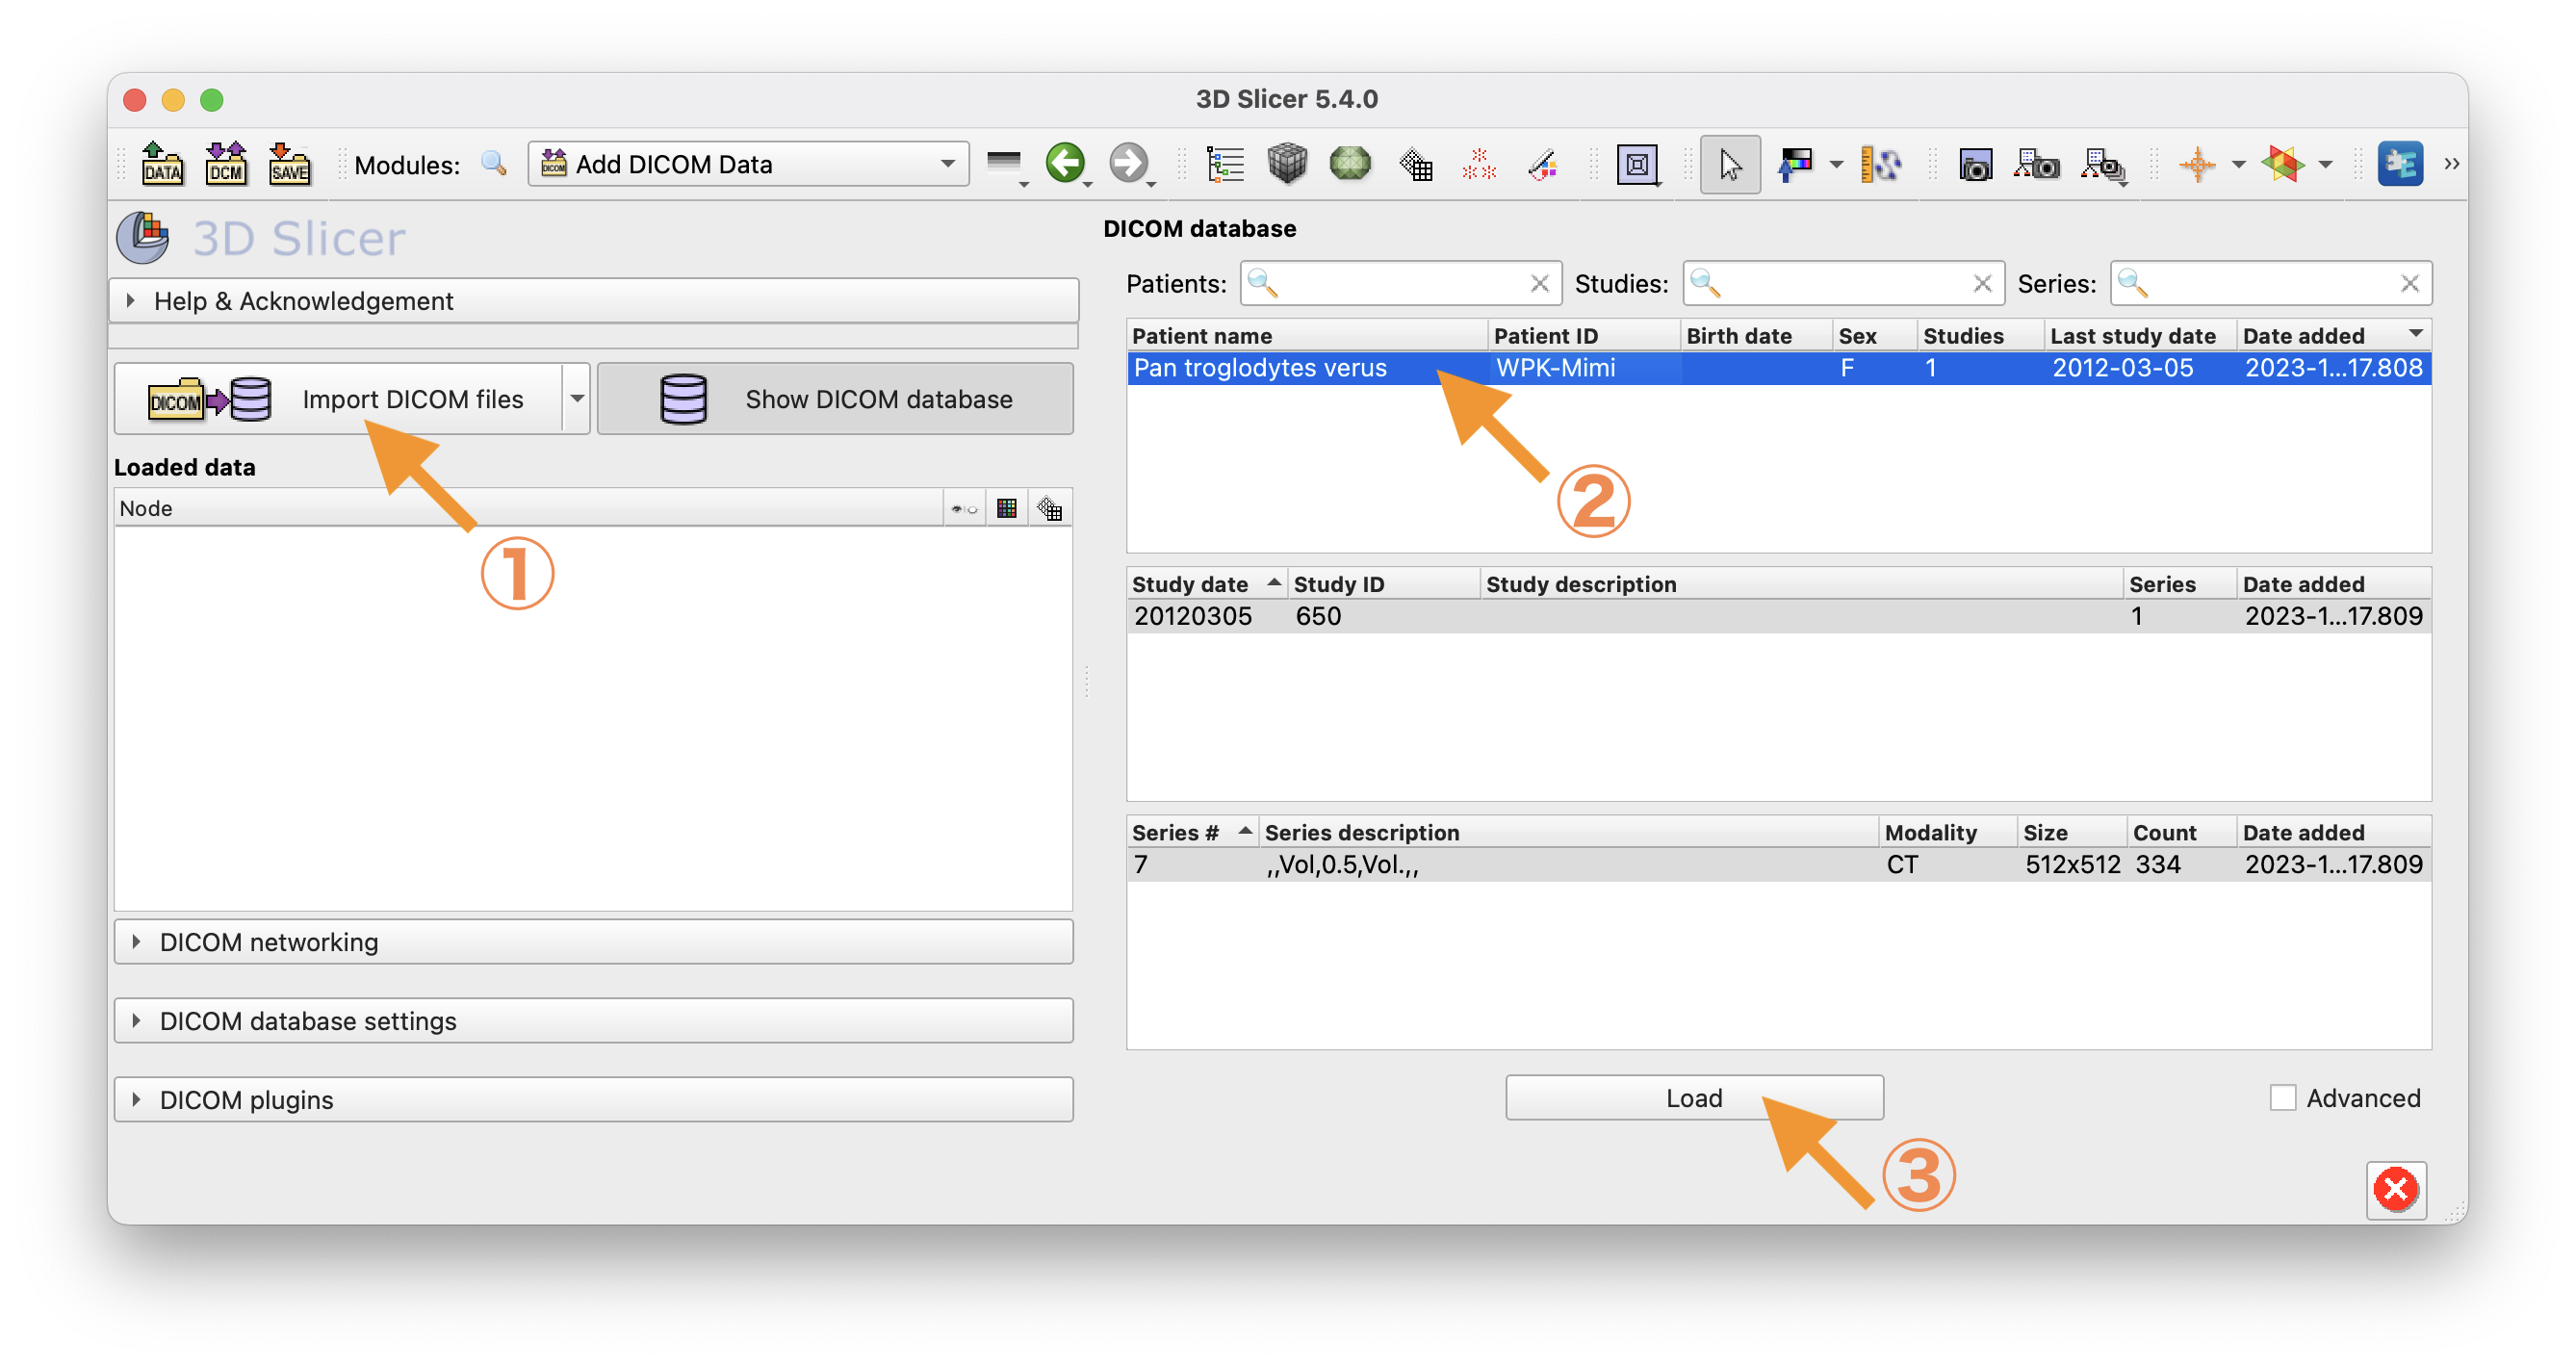 3D Slicer 5.4.0
DATA DCM SAVE Modules: DICOM Add DICOM Data »
3D Slicer
Help & Acknowledgement
DICOM Import DICOM files Show DICOM database
①
Loaded data
Node
DICOM networking
DICOM database settings
DICOM plugins
DICOM database
Patients: Studies: Series:
Patient name Patient ID Birth date Sex Studies Last study date Date added
Pan troglodytes verus WPK-Mimi F 1 2012-03-05 2023-1...17.808
②
Study date Study ID Study description Series Date added
20120305 650 1 2023-1...17.809
Series # Series description Modality Size Count Date added
7 ,,Vol,0.5,Vol.,, CT 512x512 334 2023-1...17.809
Load Advanced
③